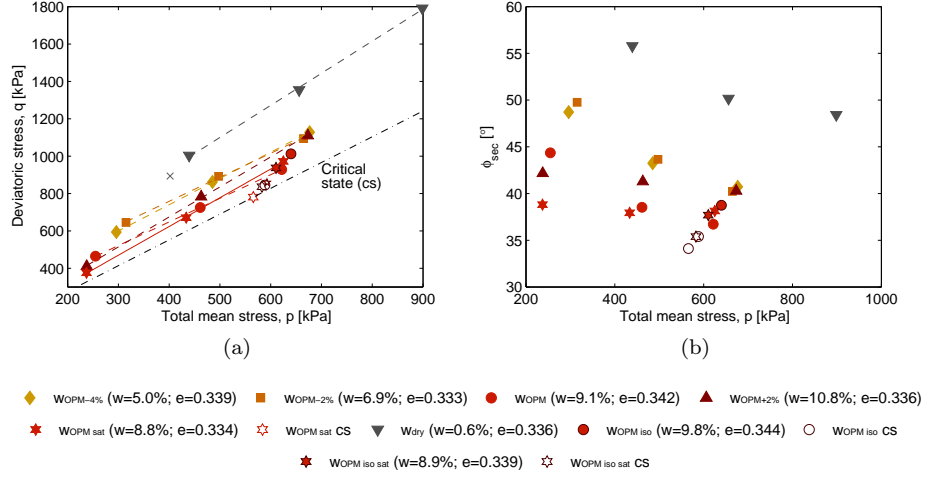 1800
1600
1400
1200
1000
800
600
400
200 300 400 500 600 700 800 900
Deviatoric stress, q [kPa]
Total mean stress, p [kPa]
Critical
state (cs)
(a)
60
55
50
45
40
35
30
200 400 600 800 1000
ϕsec [°]
Total mean stress, p [kPa]
(b)
wOPM−4% (w=5.0%; e=0.339) wOPM−2% (w=6.9%; e=0.333) wOPM (w=9.1%; e=0.342) wOPM+2% (w=10.8%; e=0.336)
wOPM sat (w=8.8%; e=0.334) wOPM sat cs wdry (w=0.6%; e=0.336) wOPM iso (w=9.8%; e=0.344) wOPM iso cs
wOPM iso sat (w=8.9%; e=0.339) wOPM iso sat cs